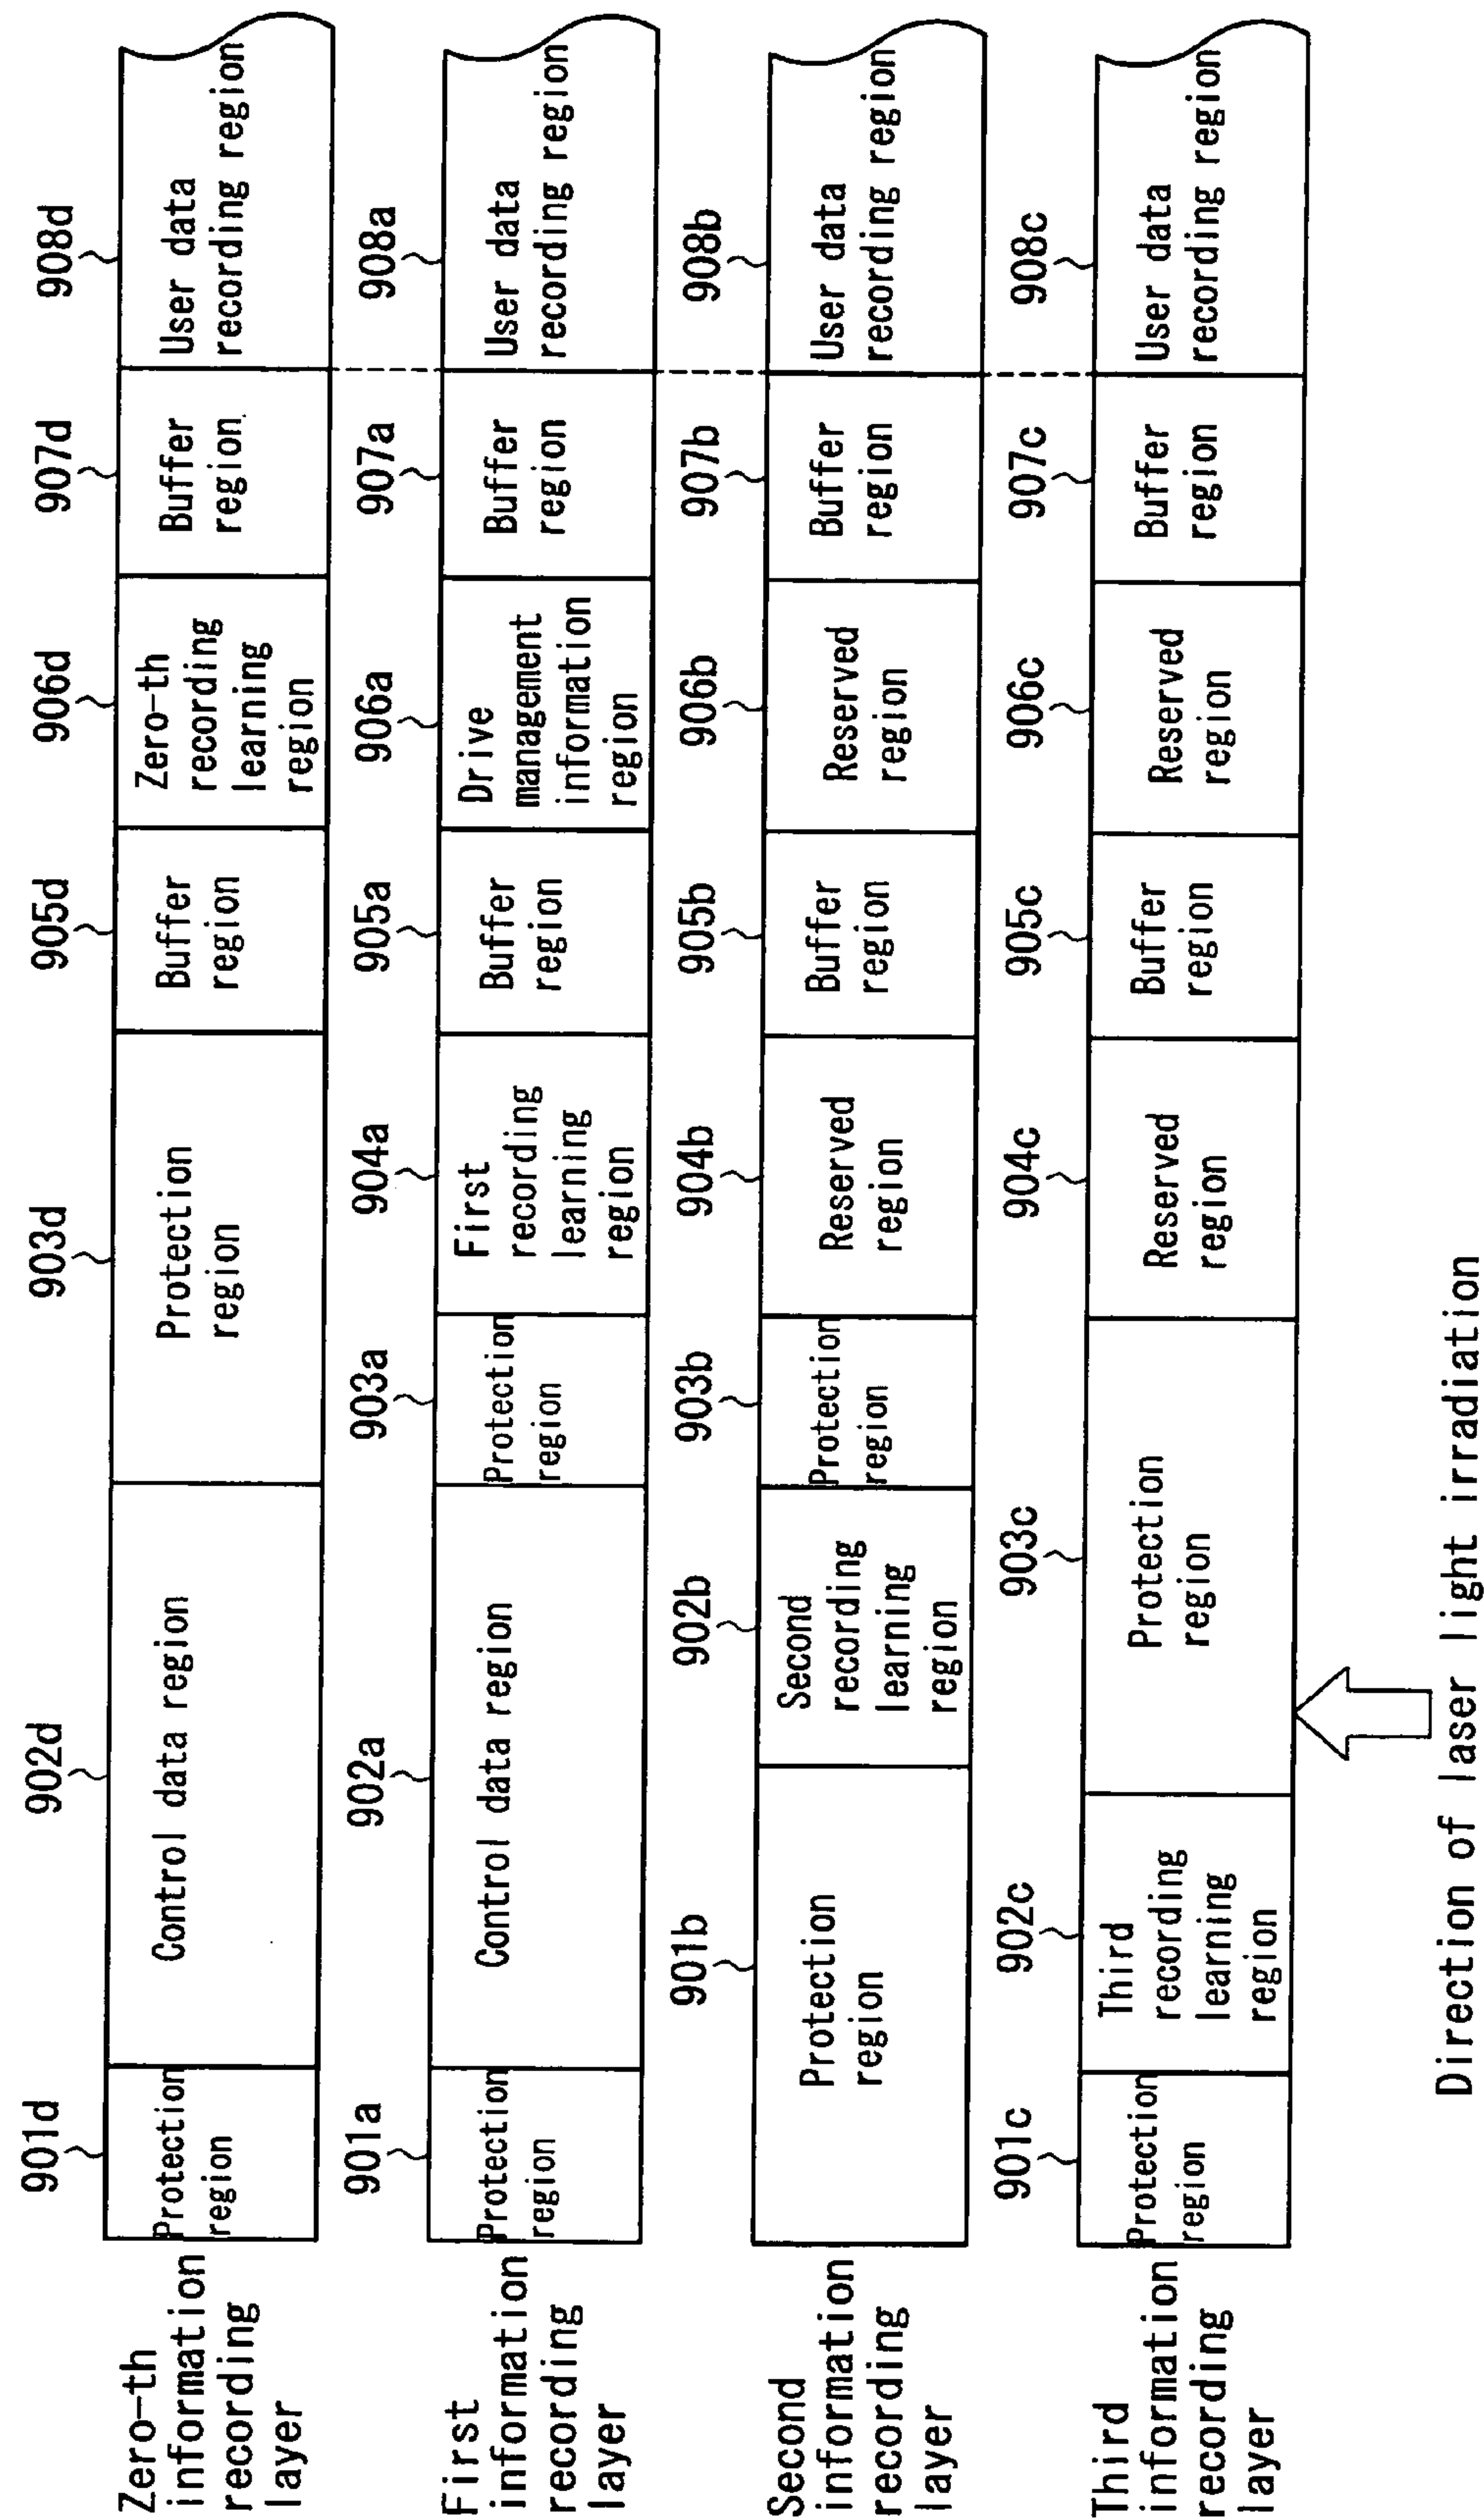 901d
902d
903d
905d
906d
907d
908d
Zero-th
information
recording
layer
Protection
region
Control data region
Protection
region
Buffer
region
Zero-th
recording
learning
region
Buffer
region
User data
recording region
901a
902a
903a
904a
905a
906a
907a
908a
First
information
recording
layer
Protection
region
Control data region
Protection
region
First
recording
learning
region
Buffer
region
Drive
management
information
region
Buffer
region
User data
recording region
901b
902b
903b
904b
905b
906b
907b
908b
Second
information
recording
layer
Protection
region
Second
recording
learning
region
Protection
region
Reserved
region
Buffer
region
Reserved
region
Buffer
region
User data
recording region
901c
902c
903c
904c
905c
906c
907c
908c
Third
information
recording
layer
Protection
region
Third
recording
learning
region
Protection
region
Reserved
region
Buffer
region
Reserved
region
Buffer
region
User data
recording region
Direction of laser light irradiation